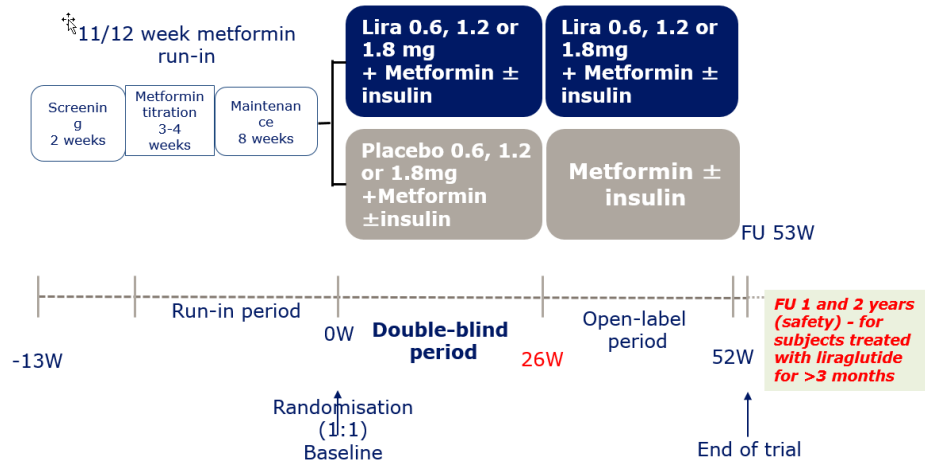 11/12 week metformin
run-in
Screenin
g
2 weeks
Metformin
titration
3-4
weeks
Maintenan
ce
8 weeks
Lira 0.6, 1.2 or
1.8 mg
+ Metformin ±
insulin
Lira 0.6, 1.2 or
1.8mg
+ Metformin ±
insulin
Placebo 0.6, 1.2
or 1.8mg
+Metformin
±insulin
Metformin ±
insulin
FU 53W
Run-in period
-13W
0W
Double-blind
period
26W
Open-label
period
52W
FU 1 and 2 years
(safety) - for
subjects treated
with liraglutide
for >3 months
Randomisation
(1:1)
Baseline
End of trial